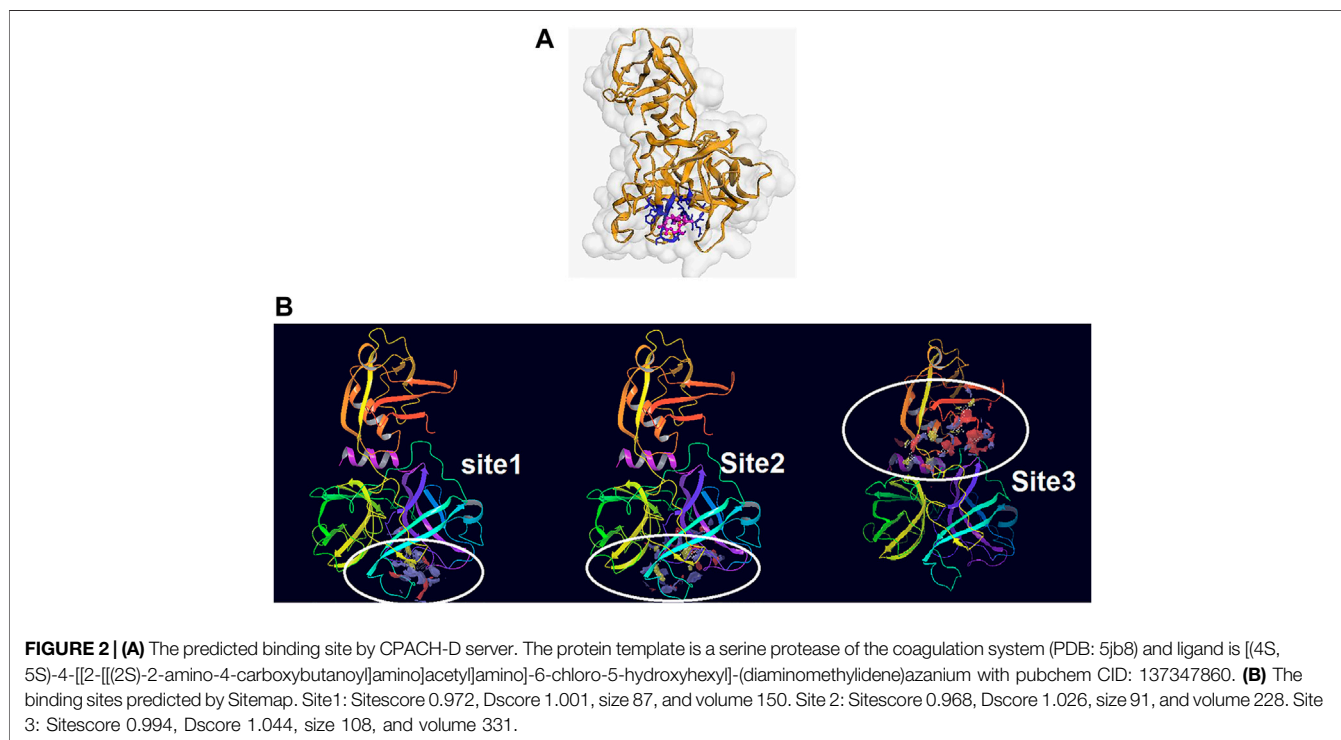 A
B
site1
Site2
Site3
FIGURE 2 | (A) The predicted binding site by CPACH-D server. The protein template is a serine protease of the coagulation system (PDB: 5jb8) and ligand is [(4S,
5S)-4-[[2-[[(2S)-2-amino-4-carboxybutanoyl]amino]acetyl]amino]-6-chloro-5-hydroxyhexyl]-(diaminomethylidene)azanium with pubchem CID: 137347860. (B) The
binding sites predicted by Sitemap. Site1: Sitescore 0.972, Dscore 1.001, size 87, and volume 150. Site 2: Sitescore 0.968, Dscore 1.026, size 91, and volume 228. Site
3: Sitescore 0.994, Dscore 1.044, size 108, and volume 331.